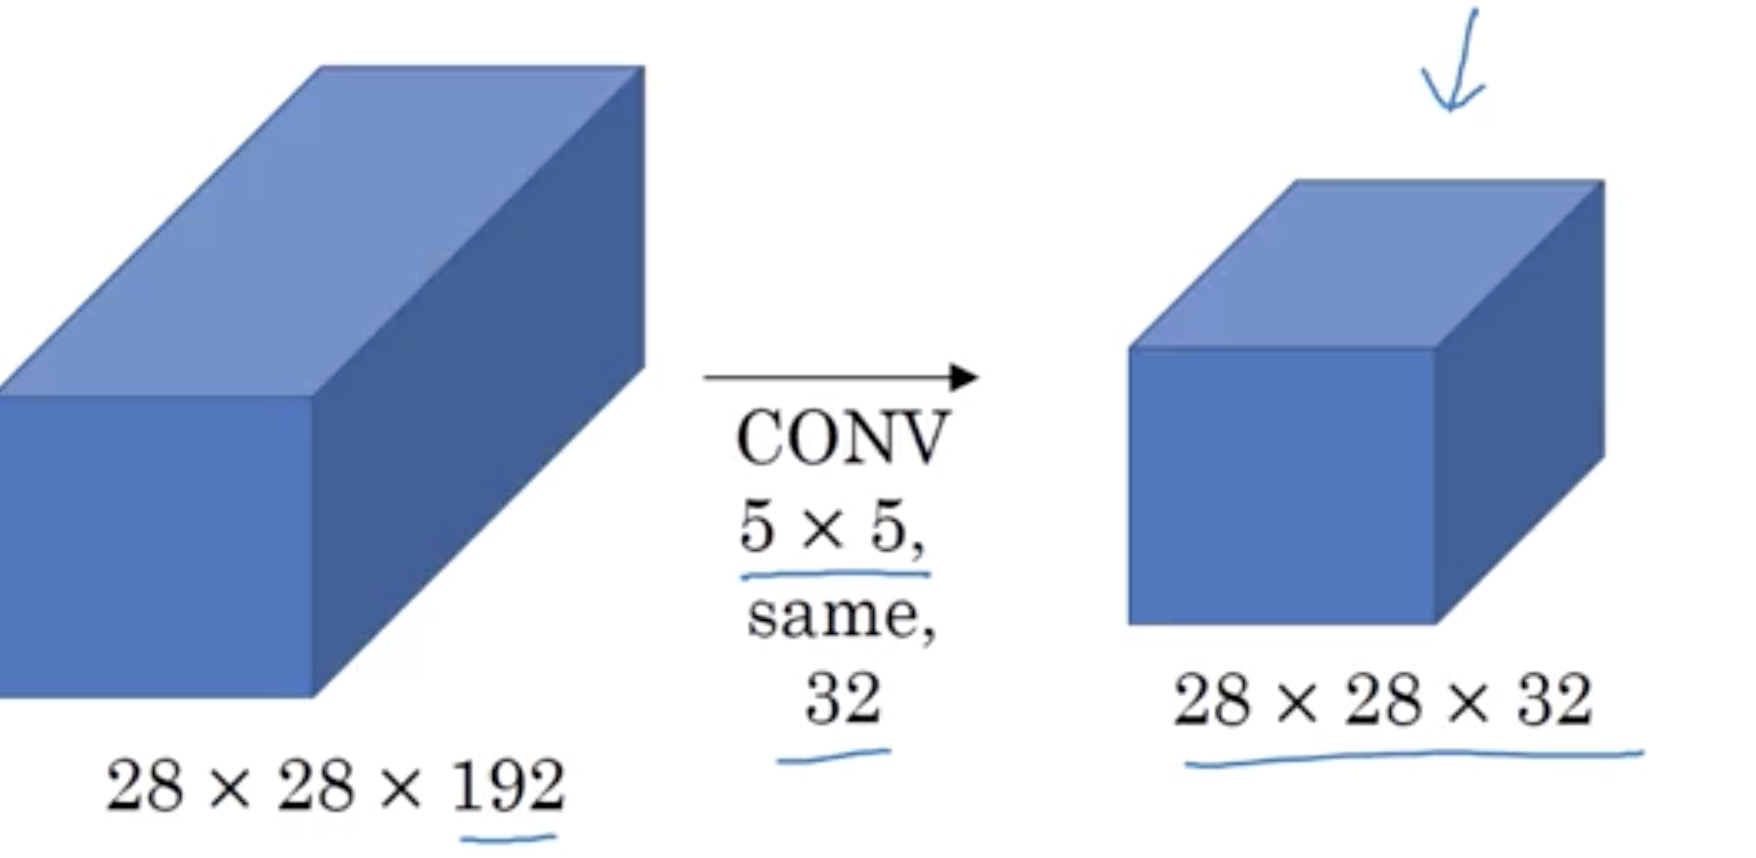 CONV
5 × 5,
same,
32
28 × 28 × 192
28 × 28 × 32